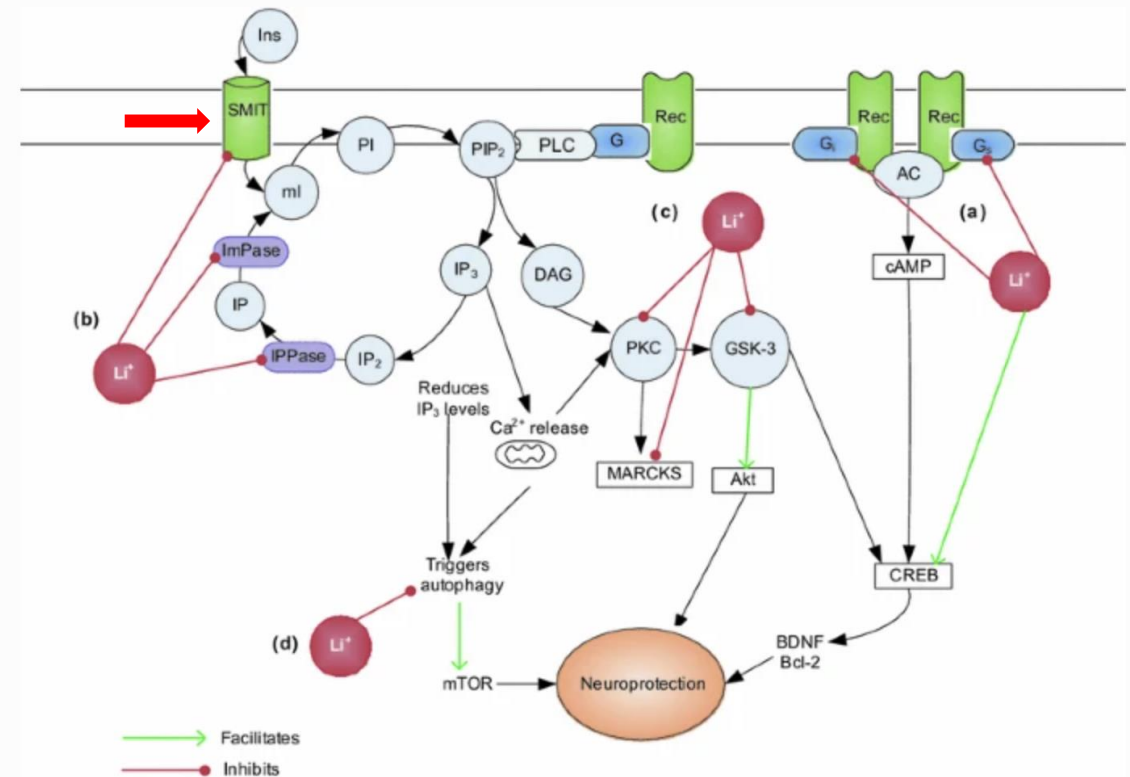 Ins
SMIT
PI
PIP₂
PLC
G
Rec
Rec
Rec
Gᵢ
Gₛ
AC
mI
(c)
Li⁺
(a)
ImPase
IP₃
DAG
cAMP
Li⁺
IP
(b)
PKC
GSK-3
Li⁺
IPPase
IP₂
Reduces
IP₃ levels
Ca²⁺ release
MARCKS
Akt
Triggers
autophagy
CREB
(d)
Li⁺
BDNF
Bcl-2
mTOR
Neuroprotection
Facilitates
Inhibits